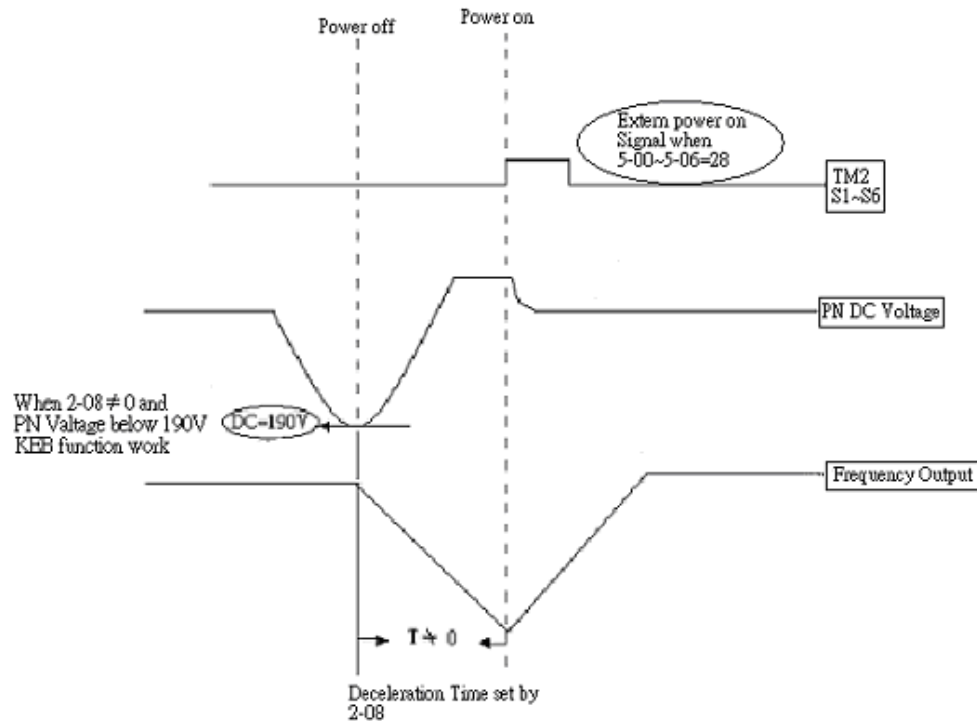 Power off
Power on
Extern power on
Signal when
5-00~5-06=28
TM2
S1~S6
PN DC Voltage
When 2-08 ≠ 0 and
PN Valtage below 190V
KEB function work
DC=190V
Frequency Output
T ≠ 0
Deceleration Time set by
2-08